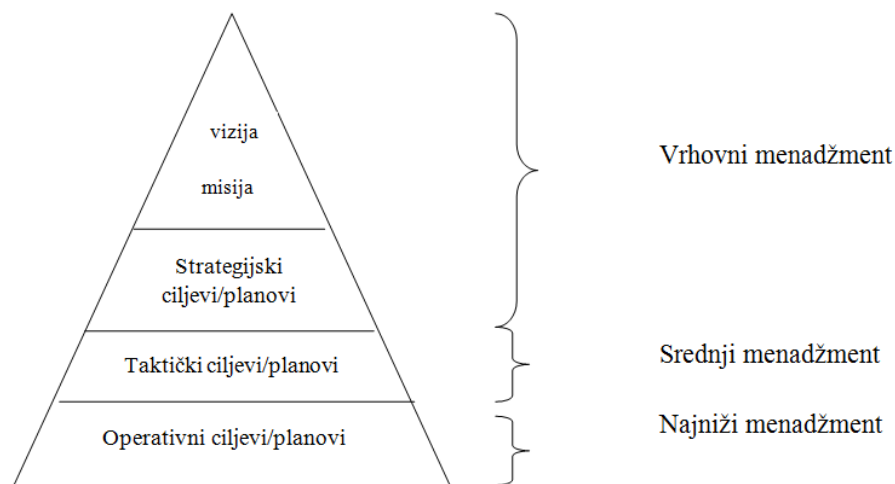 vizija
misija
Strategijski
ciljevi/planovi
Taktički ciljevi/planovi
Operativni ciljevi/planovi
Vrhovni menadžment
Srednji menadžment
Najniži menadžment